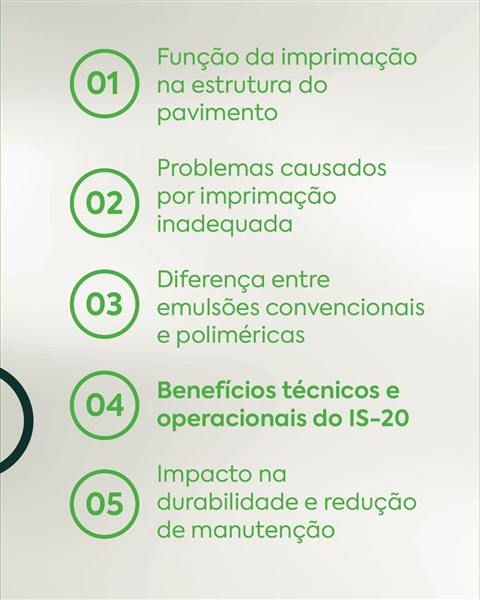 01
Função da imprimação
na estrutura do
pavimento
02
Problemas causados
por imprimação
inadequada
03
Diferença entre
emulsões convencionais
e poliméricas
04
Benefícios técnicos e
operacionais do IS-20
05
Impacto na
durabilidade e redução
de manutenção